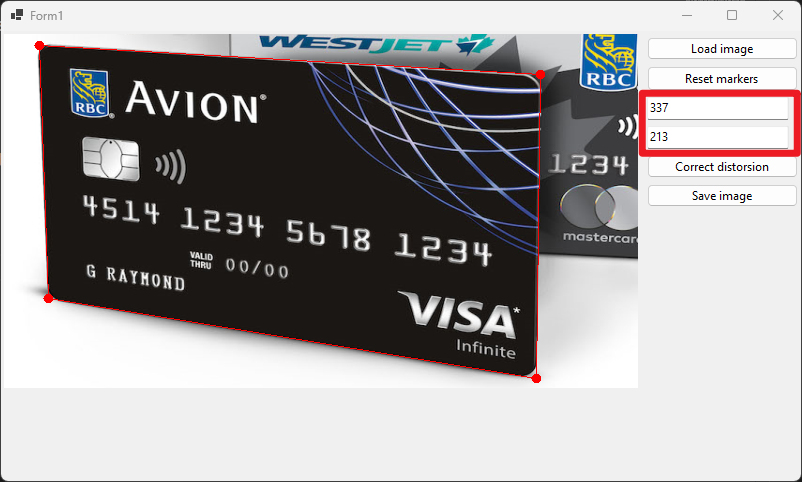 Form1
Load image
Reset markers
337
213
Correct distorsion
Save image
WESTJET
RBC
RBC
®
AVION®
1234
4514 1234 5678 1234
mastercard
VALID
THRU
00/00
G RAYMOND
VISA*
Infinite